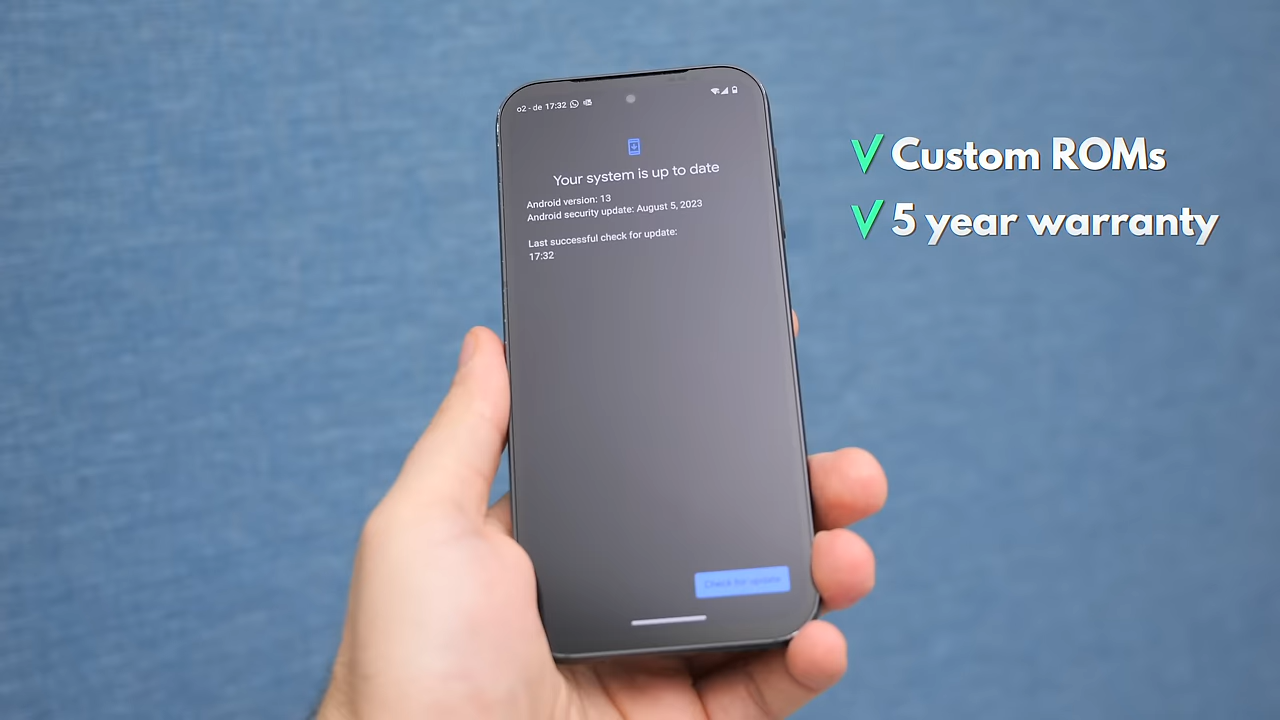 o2 - de 17:32
Your system is up to date
Android version: 13
Android security update: August 5, 2023
Last successful check for update:
17:32
Check for update
✓ Custom ROMs
✓ 5 year warranty